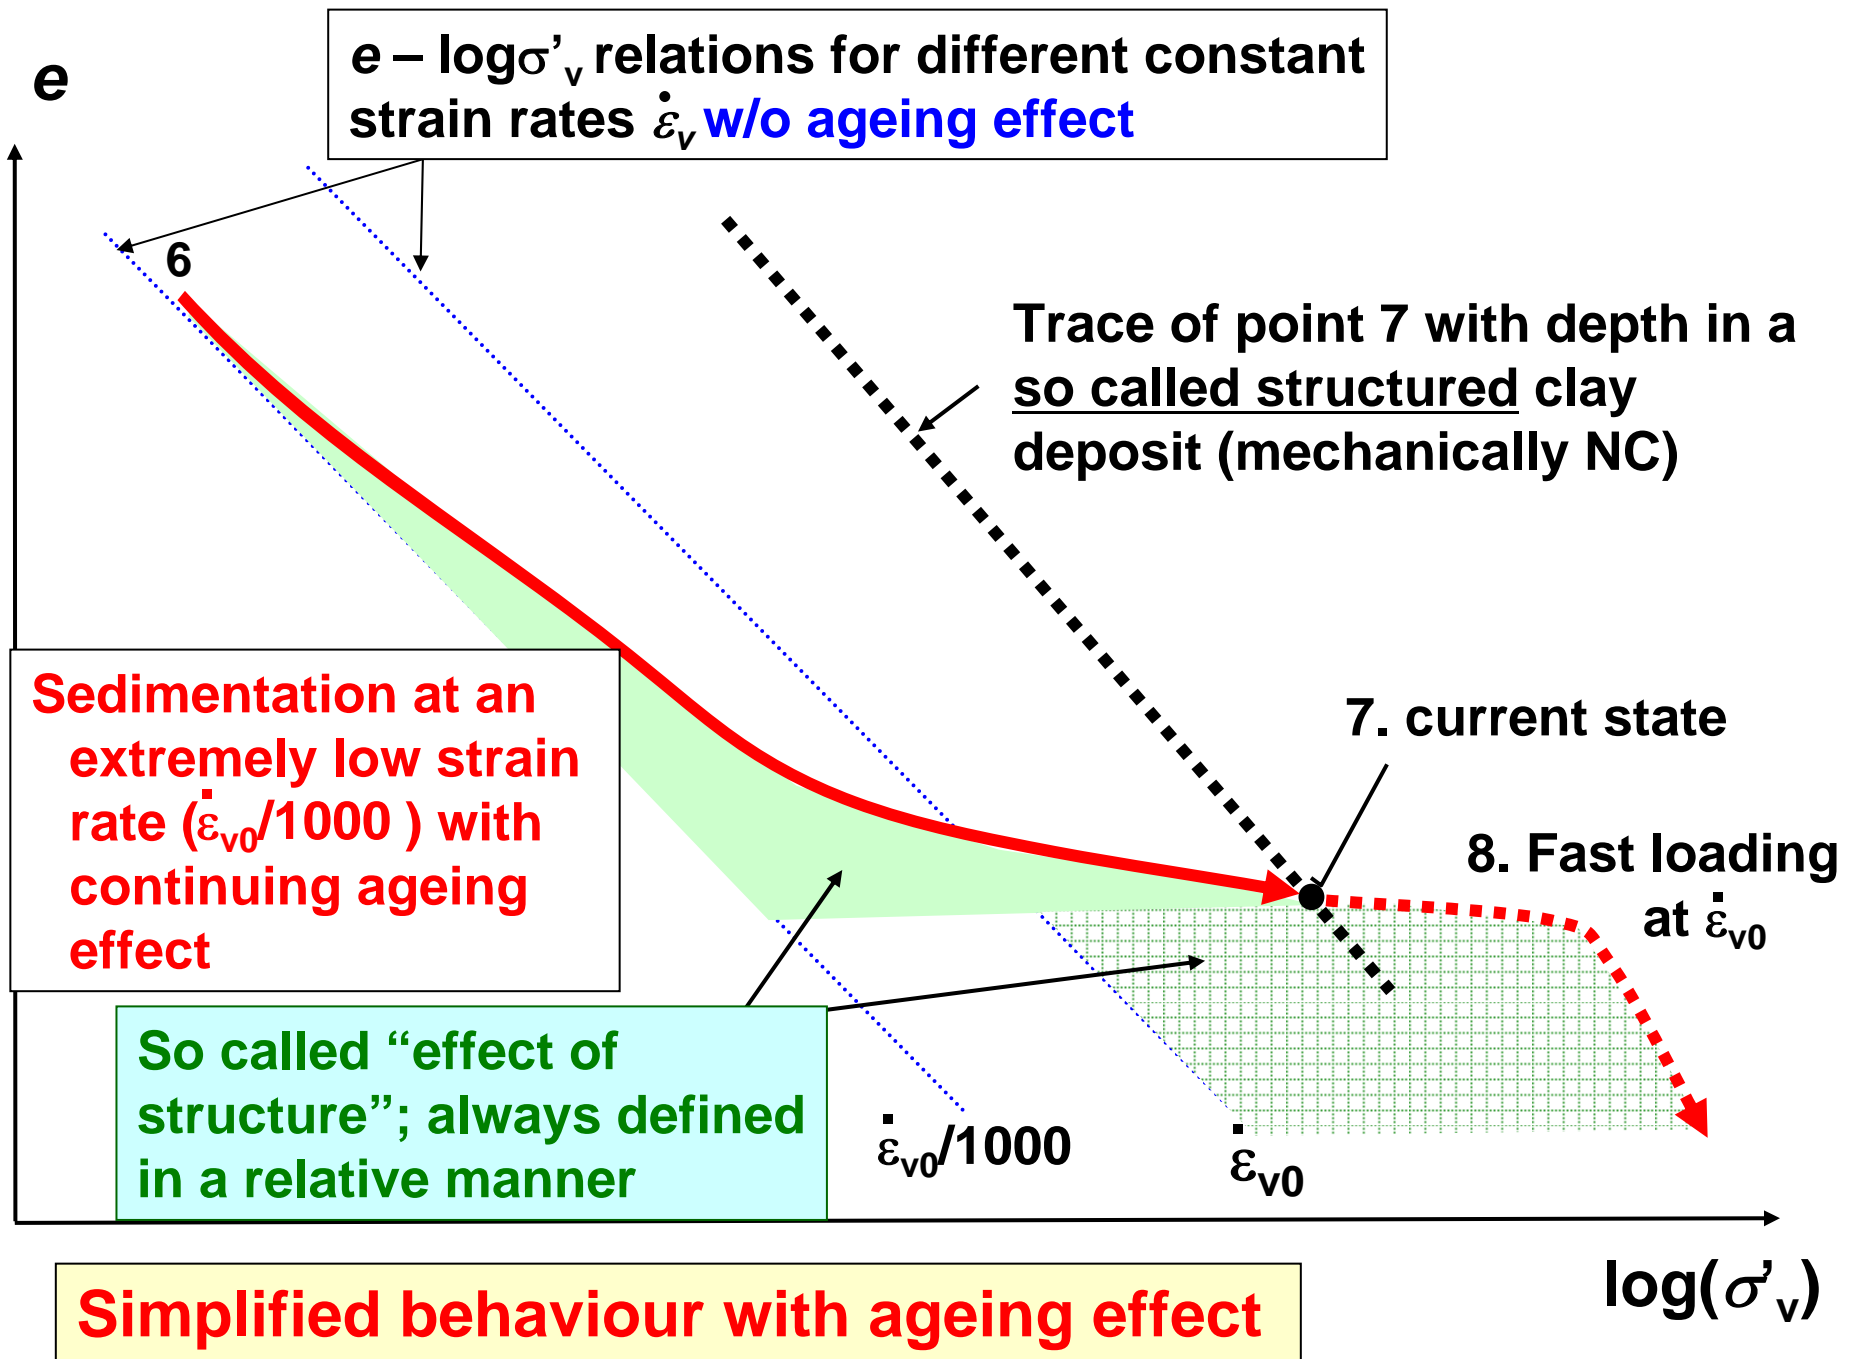 e
e – logσ’v relations for different constant
strain rates ε̇v w/o ageing effect
6
Trace of point 7 with depth in a
so called structured clay
deposit (mechanically NC)
Sedimentation at an
extremely low strain
rate (ε̇v0/1000 ) with
continuing ageing
effect
7. current state
8. Fast loading
at ε̇v0
So called “effect of
structure”; always defined
in a relative manner
ε̇v0/1000
ε̇v0
log(σ’v)
Simplified behaviour with ageing effect